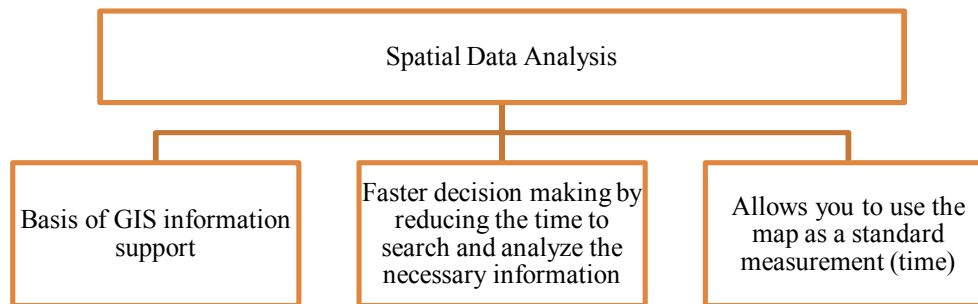 Spatial Data Analysis
Basis of GIS information
support
Faster decision making by
reducing the time to
search and analyze the
necessary information
Allows you to use the
map as a standard
measurement (time)